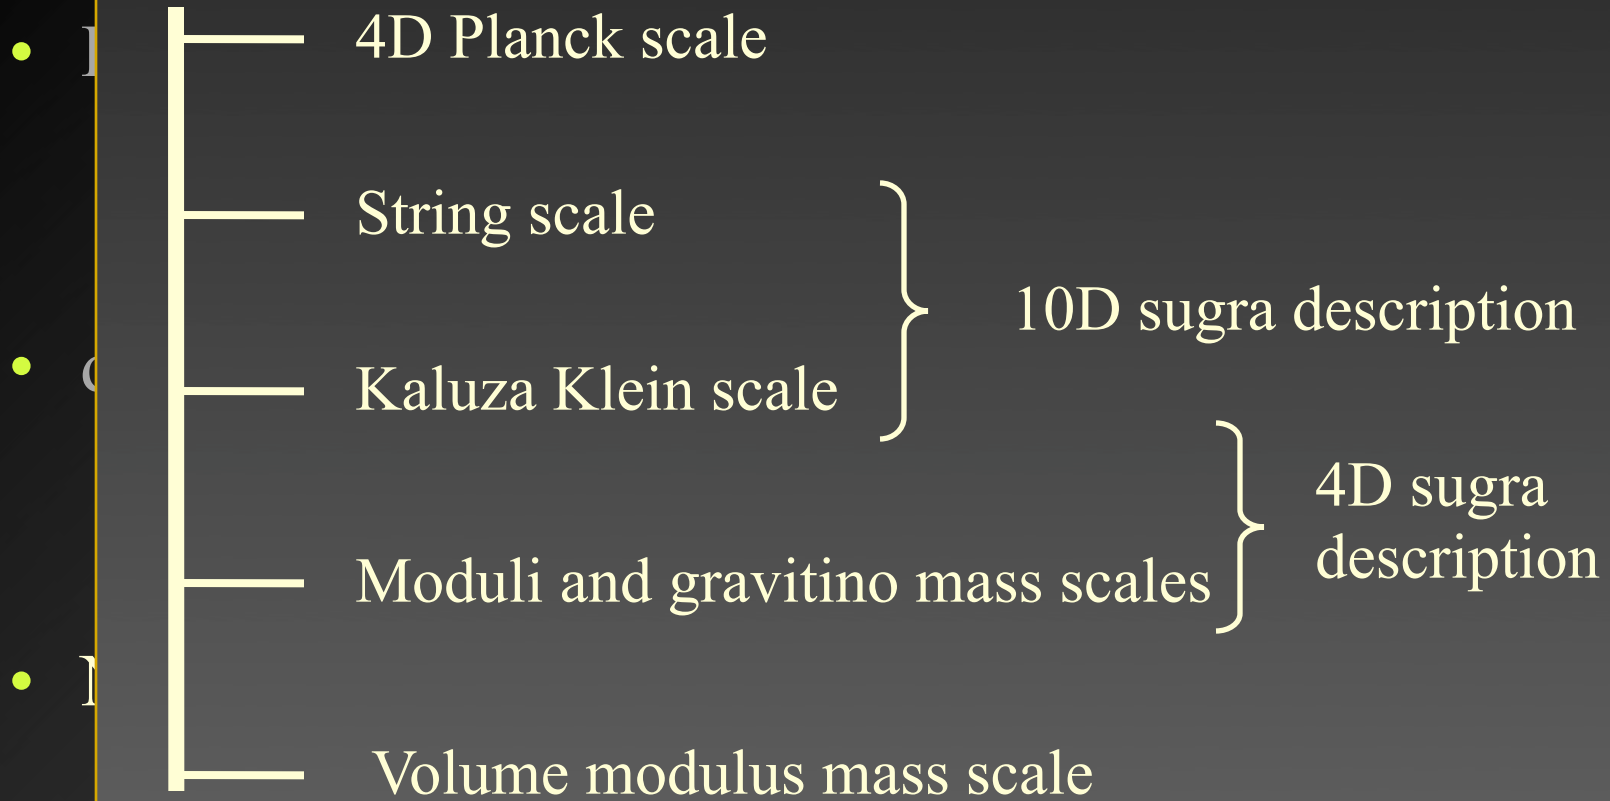 4D Planck scale
String scale
10D sugra description
Kaluza Klein scale
4D sugra
description
Moduli and gravitino mass scales
Volume modulus mass scale